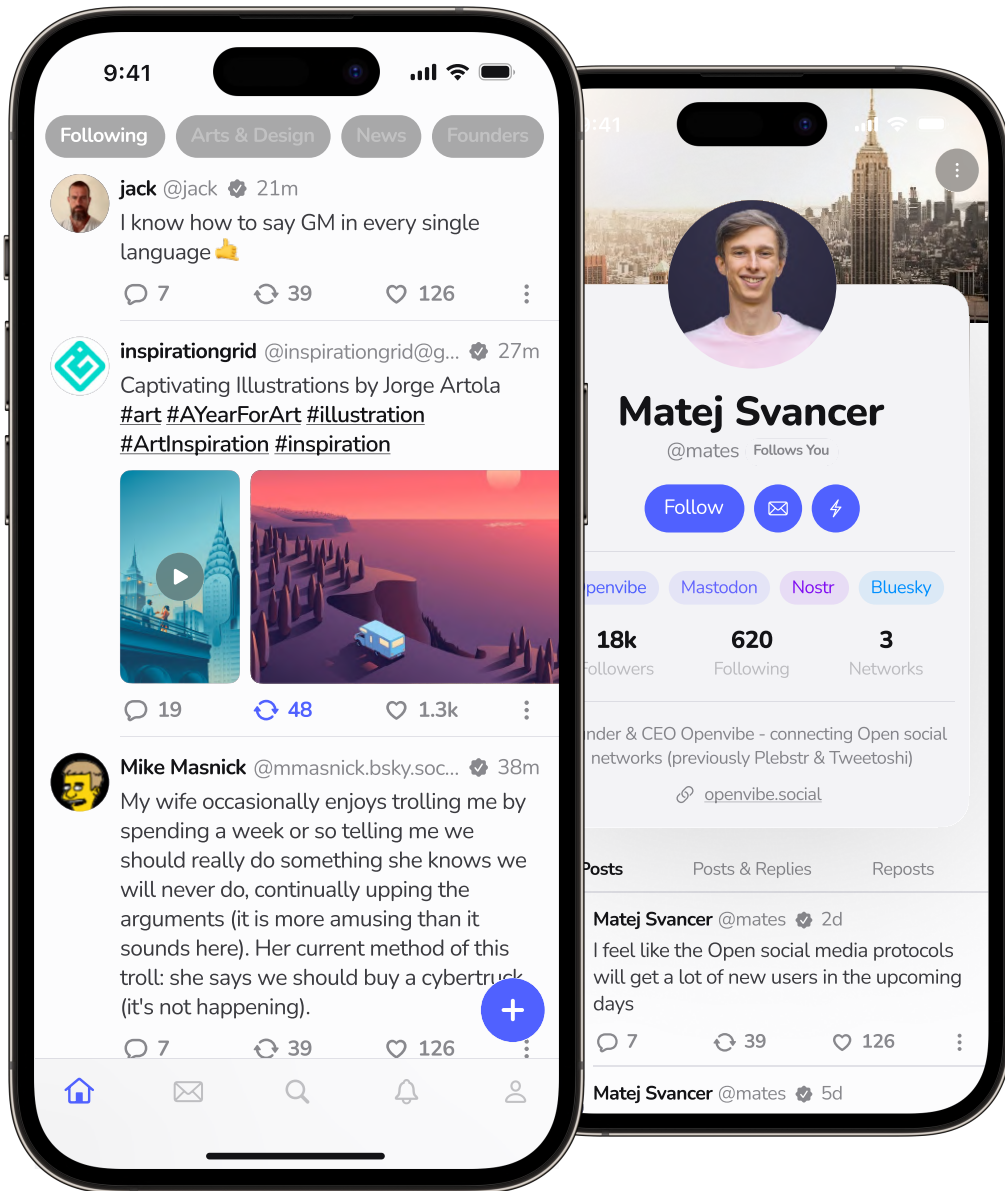 9:41
Following Arts & Design News Founders
jack @jack 21m
I know how to say GM in every single
language
7 39 126
inspirationgrid @inspirationgrid@g... 27m
Captivating Illustrations by Jorge Artola
#art #AYearForArt #illustration
#ArtInspiration #inspiration
19 48 1.3k
Mike Masnick @mmasnick.bsky.soc... 38m
My wife occasionally enjoys trolling me by
spending a week or so telling me we
should really do something she knows we
will never do, continually upping the
arguments (it is more amusing than it
sounds here). Her current method of this
troll: she says we should buy a cybertruck
(it's not happening).
7 39 126
:41
Matej Svancer
@mates Follows You
Follow
penvibe Mastodon Nostr Bluesky
18k 620 3
ollowers Following Networks
nder & CEO Openvibe - connecting Open social
networks (previously Plebstr & Tweetoshi)
openvibe.social
Posts Posts & Replies Reposts
Matej Svancer @mates 2d
I feel like the Open social media protocols
will get a lot of new users in the upcoming
days
7 39 126
Matej Svancer @mates 5d